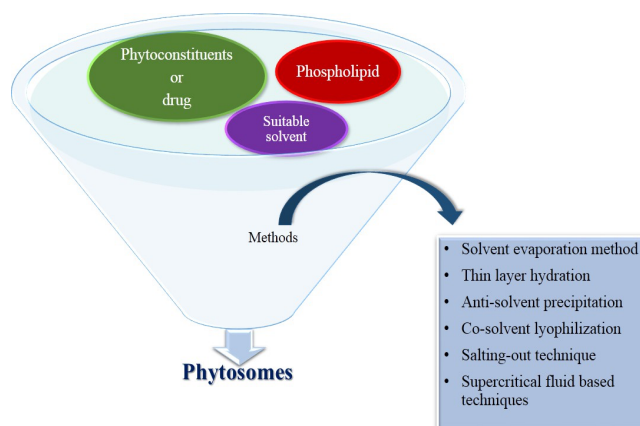 Phytoconstituents
or
drug
Phospholipid
Suitable
solvent
Methods
• Solvent evaporation method
• Thin layer hydration
• Anti-solvent precipitation
• Co-solvent lyophilization
• Salting-out technique
• Supercritical fluid based
techniques
Phytosomes